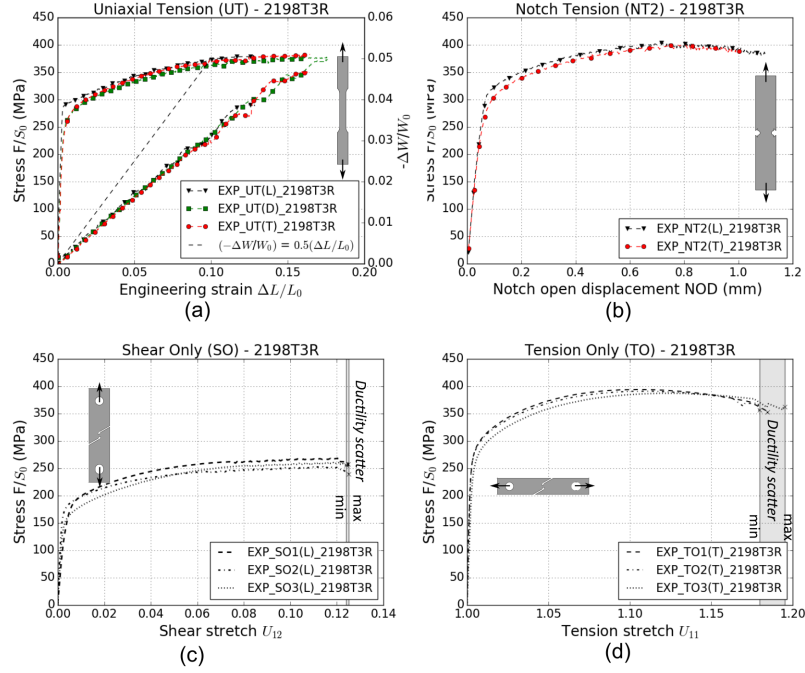 Uniaxial Tension (UT) - 2198T3R
450
400
350
300
250
200
150
100
50
0
Stress F/S₀ (MPa)
0.06
0.05
0.04
0.03
0.02
0.01
0.00
-ΔW/W₀
EXP_UT(L)_2198T3R
EXP_UT(D)_2198T3R
EXP_UT(T)_2198T3R
(−ΔW/W₀) = 0.5(ΔL/L₀)
0.00 0.05 0.10 0.15 0.20
Engineering strain ΔL/L₀
(a)
Notch Tension (NT2) - 2198T3R
450
400
350
300
250
200
150
100
50
0
Stress F/S₀ (MPa)
EXP_NT2(L)_2198T3R
EXP_NT2(T)_2198T3R
0.0 0.2 0.4 0.6 0.8 1.0 1.2 1.4
Notch open displacement NOD (mm)
(b)
Shear Only (SO) - 2198T3R
450
400
350
300
250
200
150
100
50
0
Stress F/S₀ (MPa)
Ductility scatter
min
max
EXP_SO1(L)_2198T3R
EXP_SO2(L)_2198T3R
EXP_SO3(L)_2198T3R
0.00 0.02 0.04 0.06 0.08 0.10 0.12 0.14
Shear stretch U₁₂
(c)
Tension Only (TO) - 2198T3R
450
400
350
300
250
200
150
100
50
0
Stress F/S₀ (MPa)
Ductility scatter
min
max
EXP_TO1(T)_2198T3R
EXP_TO2(T)_2198T3R
EXP_TO3(T)_2198T3R
1.00 1.05 1.10 1.15 1.20
Tension stretch U₁₁
(d)